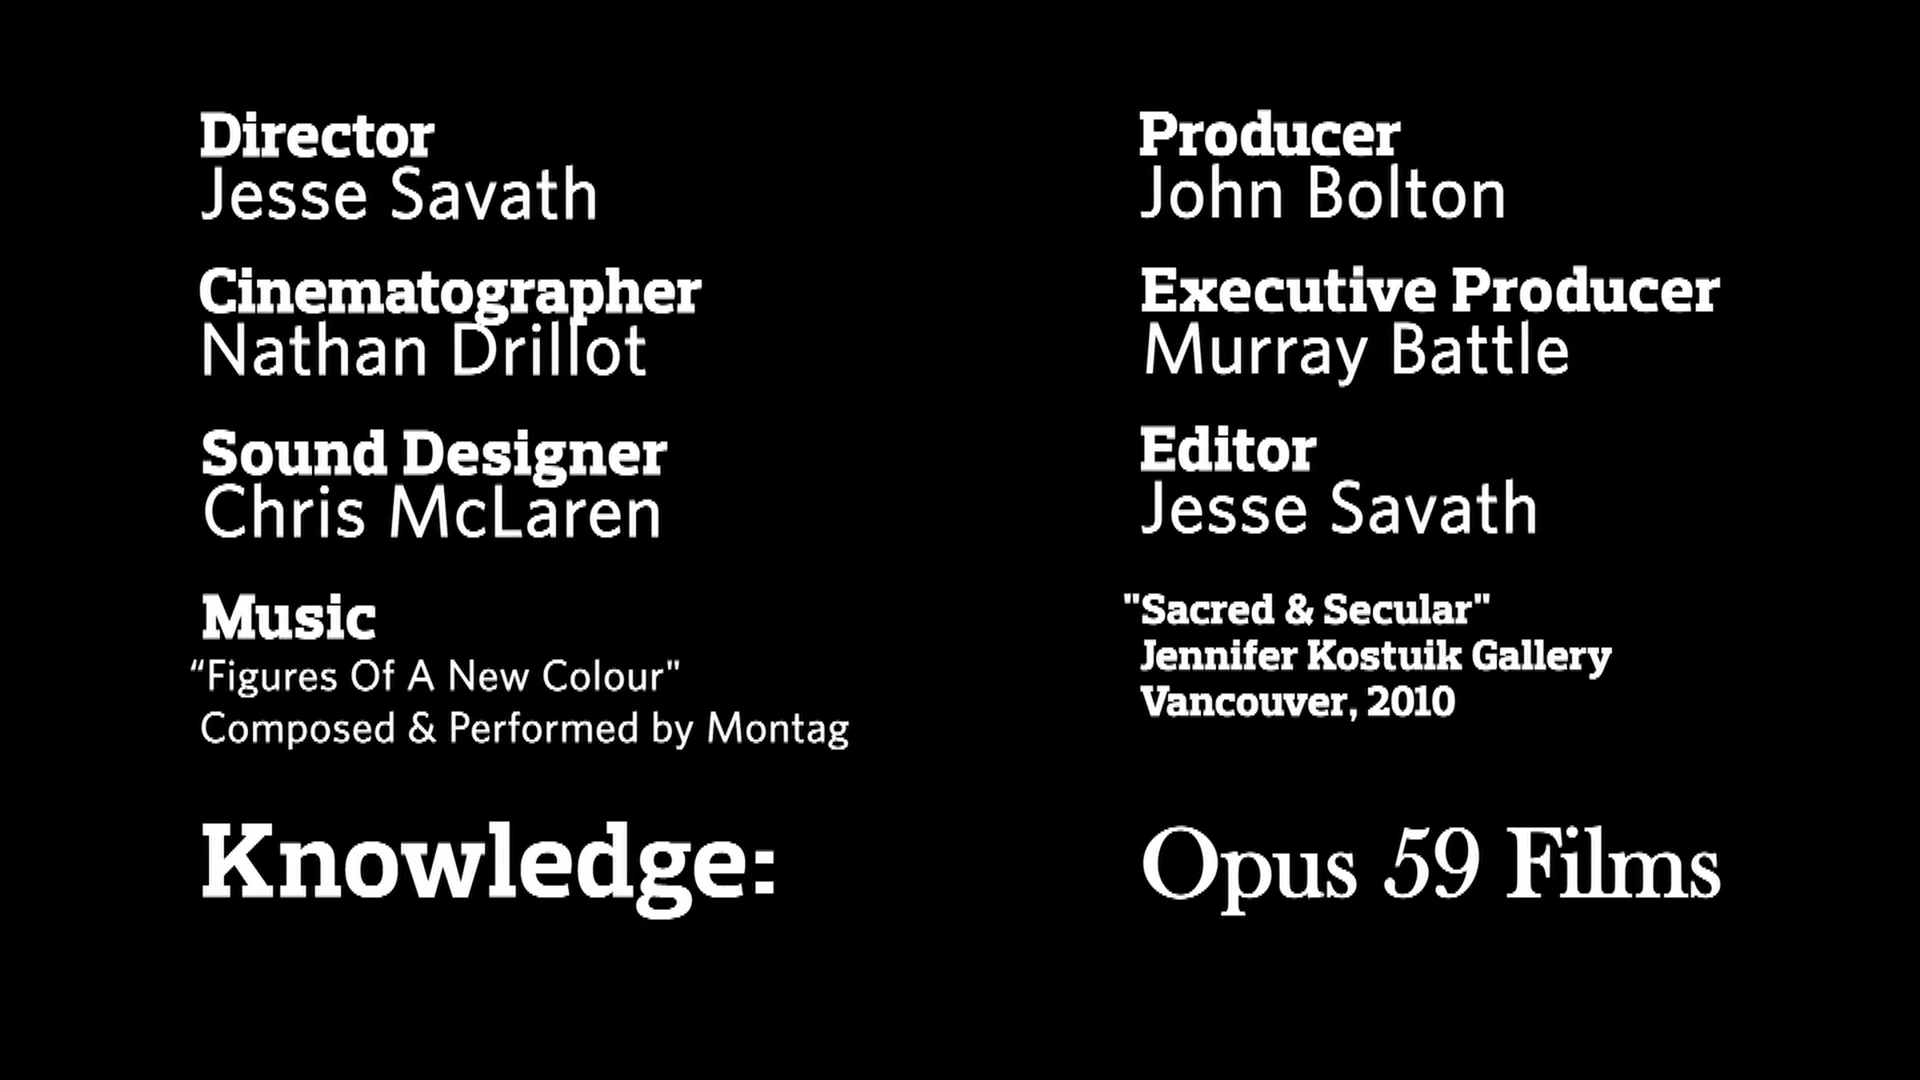 Director
Jesse Savath
Cinematographer
Nathan Drillot
Sound Designer
Chris McLaren
Music
“Figures Of A New Colour"
Composed & Performed by Montag
Knowledge:
Producer
John Bolton
Executive Producer
Murray Battle
Editor
Jesse Savath
"Sacred & Secular"
Jennifer Kostuik Gallery
Vancouver, 2010
Opus 59 Films